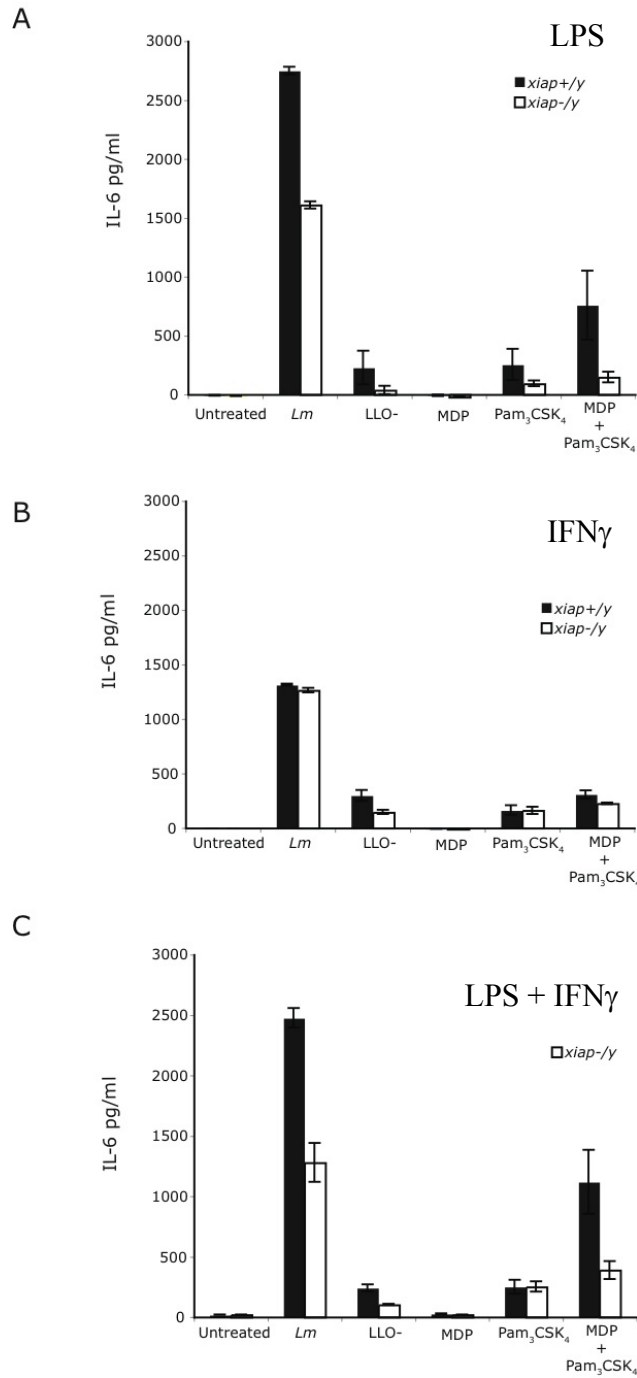 A
LPS
3000
2500
2000
1500
1000
500
0
IL-6 pg/ml
xiap+/y
xiap-/y
Untreated Lm LLO- MDP Pam₃CSK₄ MDP
+
Pam₃CSK₄
B
IFNγ
3000
2500
2000
1500
1000
500
0
IL-6 pg/ml
xiap+/y
xiap-/y
Untreated Lm LLO- MDP Pam₃CSK₄ MDP
+
Pam₃CSK₄
C
LPS + IFNγ
3000
2500
2000
1500
1000
500
0
IL-6 pg/ml
xiap-/y
Untreated Lm LLO- MDP Pam₃CSK₄ MDP
+
Pam₃CSK₄